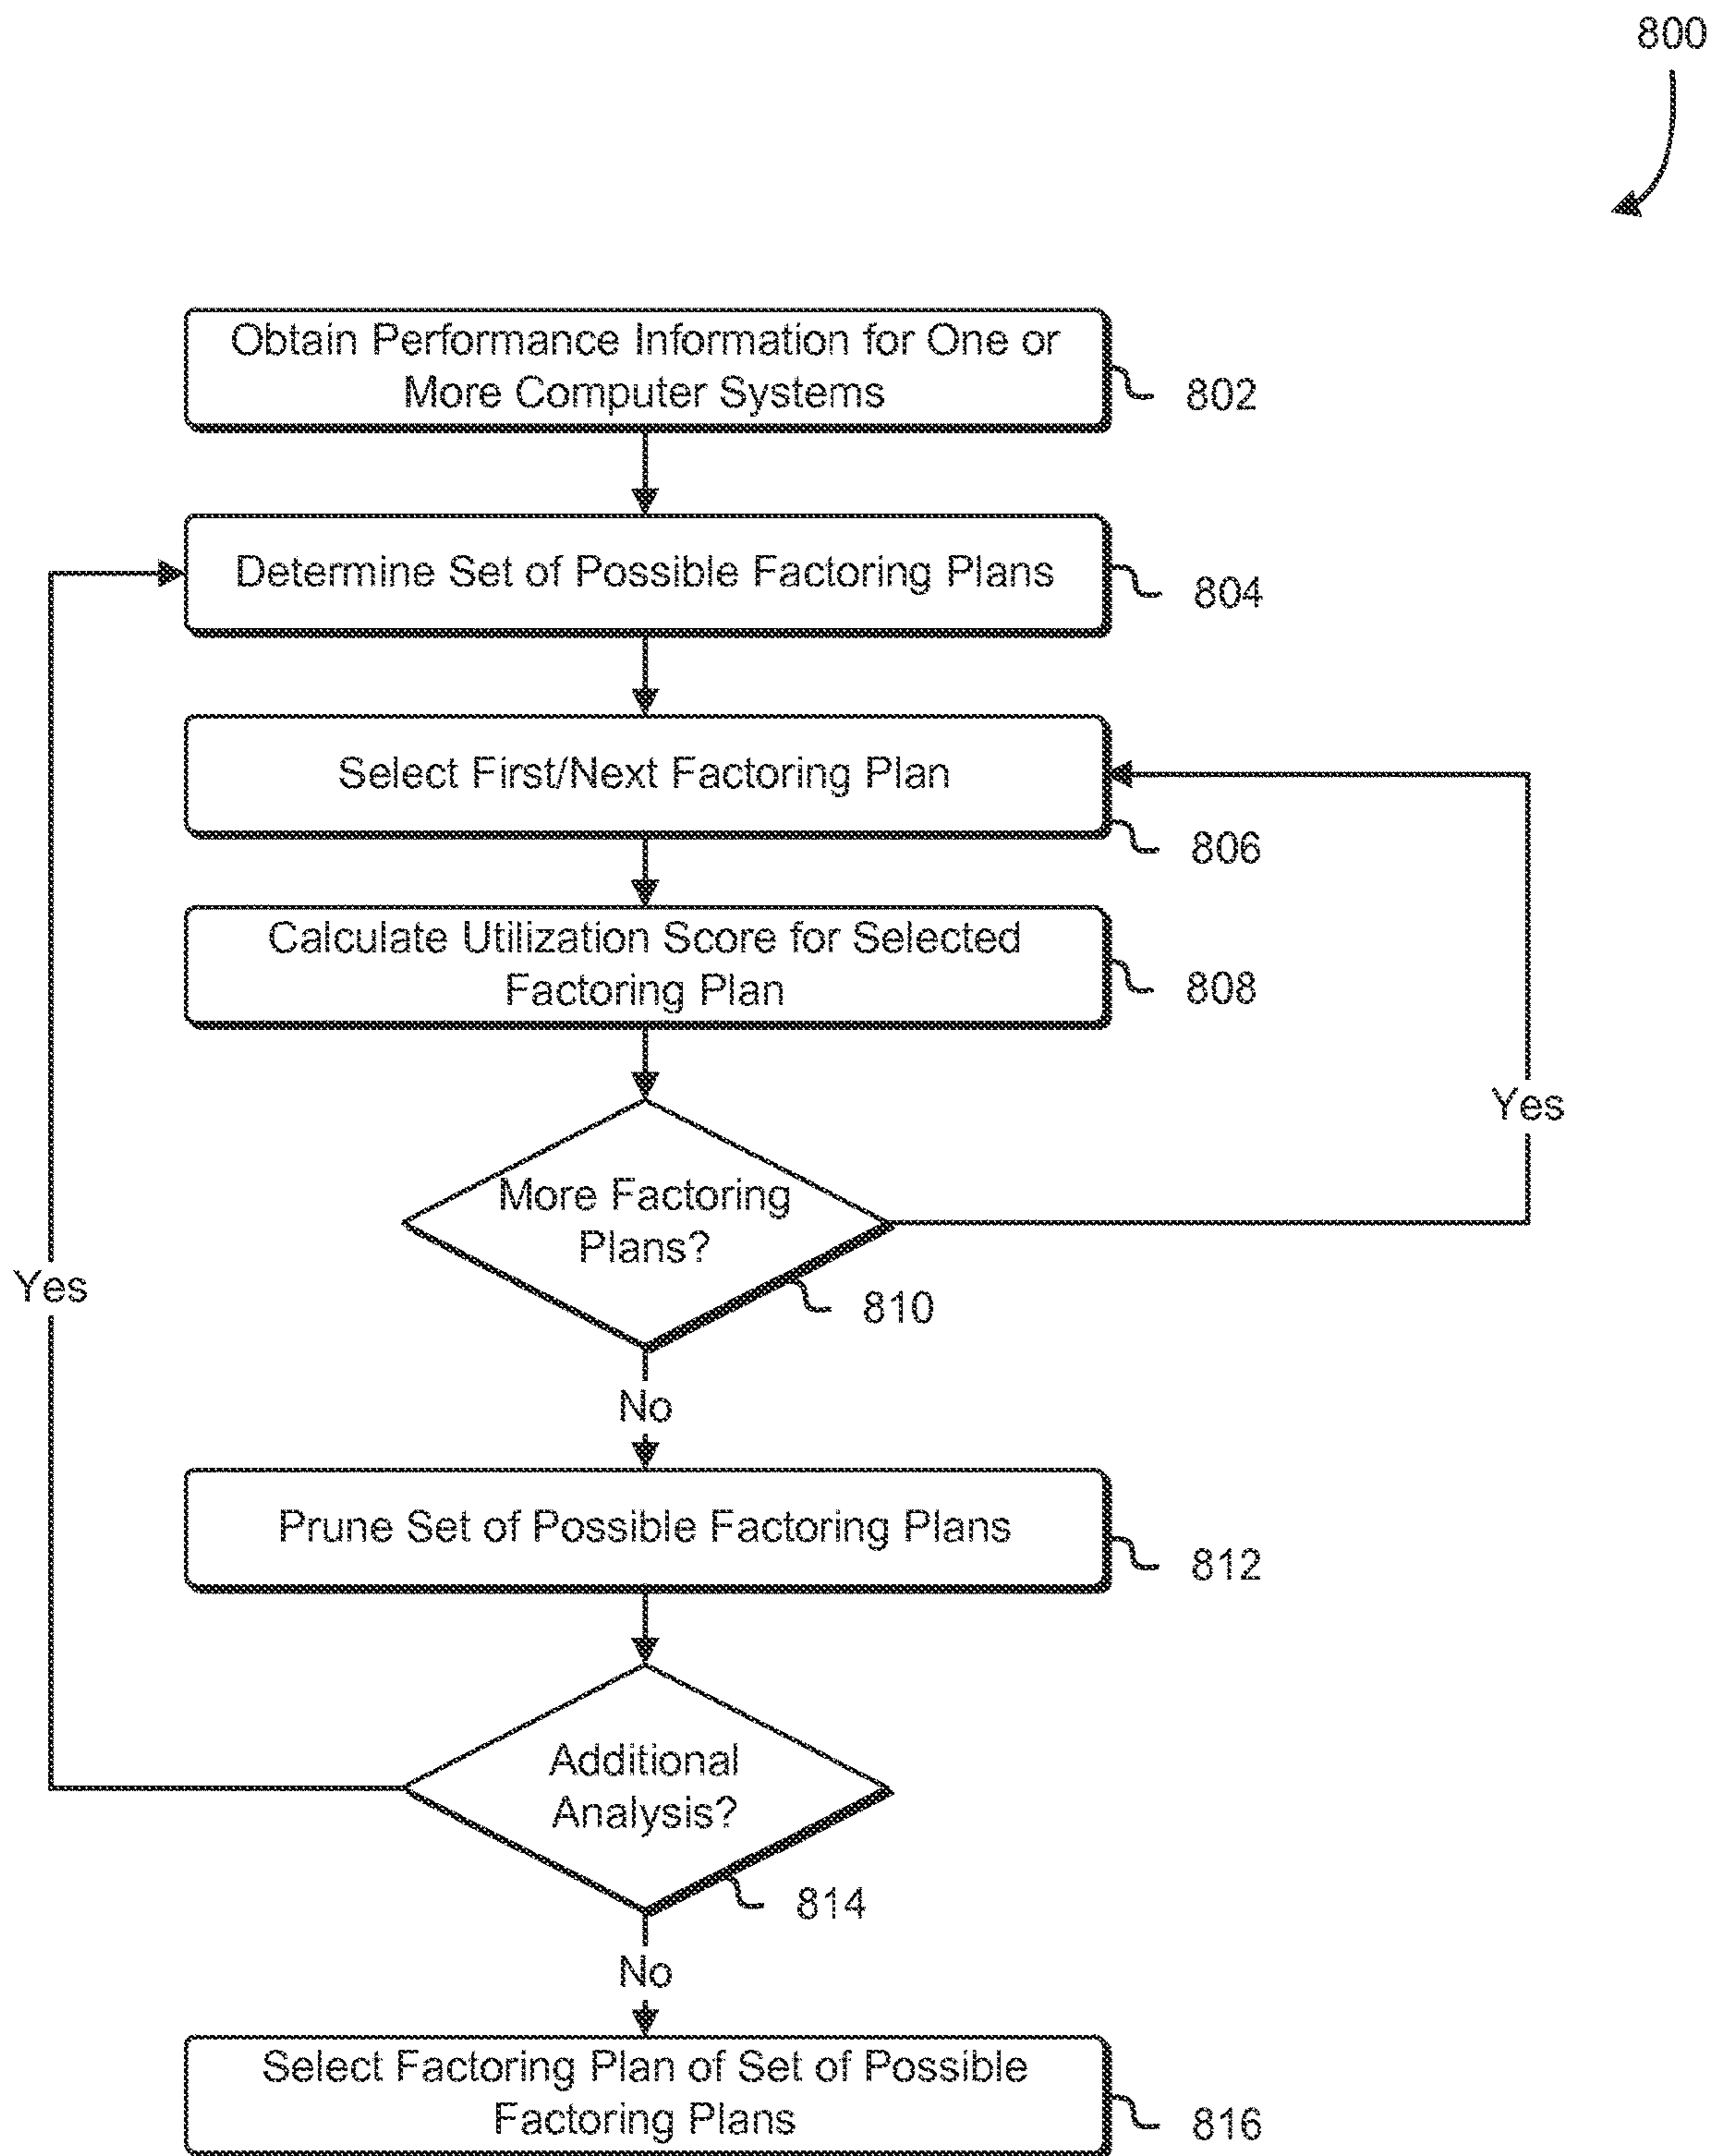 800
Obtain Performance Information for One or
More Computer Systems
802
Determine Set of Possible Factoring Plans
804
Select First/Next Factoring Plan
806
Calculate Utilization Score for Selected
Factoring Plan
808
Yes
More Factoring
Plans?
Yes
810
No
Prune Set of Possible Factoring Plans
812
Additional
Analysis?
814
No
Select Factoring Plan of Set of Possible
Factoring Plans
816